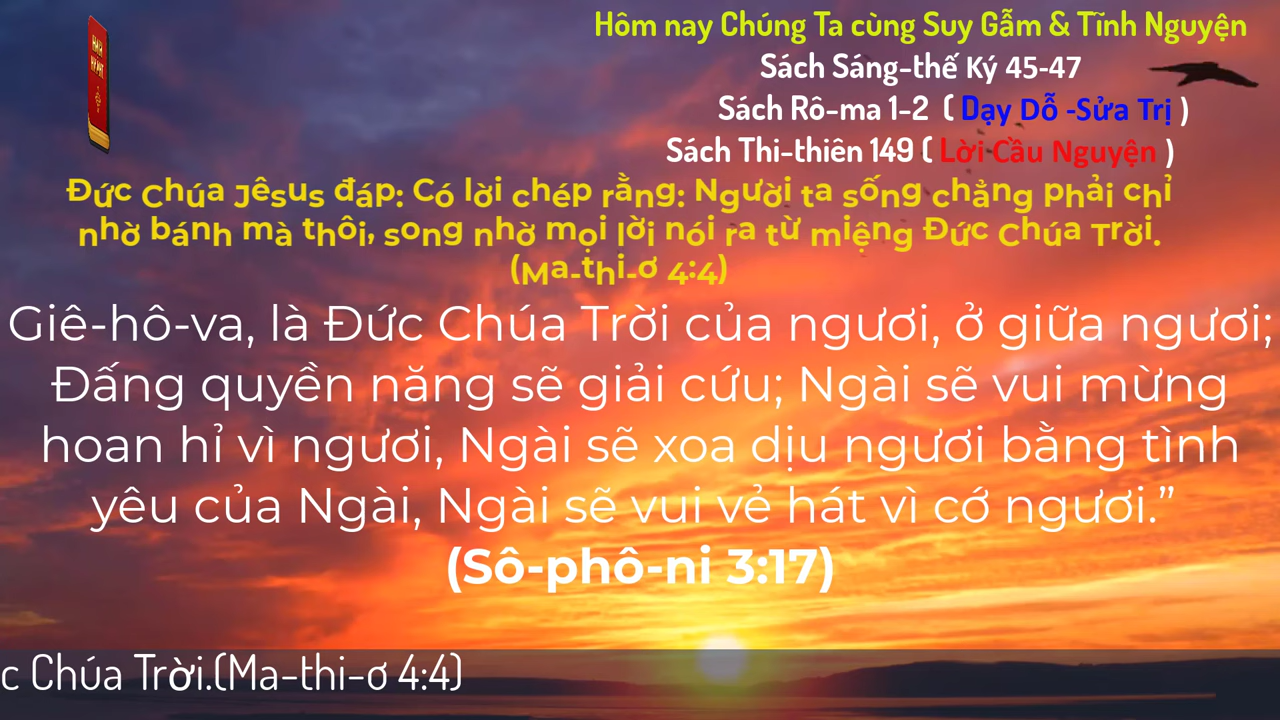 Hôm nay Chúng Ta cùng Suy Gẫm & Tĩnh Nguyện
Sách Sáng-thế Ký 45-47
Sách Rô-ma 1-2 ( Dạy Dỗ -Sửa Trị )
Sách Thi-thiên 149 ( Lời Cầu Nguyện )
Đức Chúa Jêsus đáp: Có lời chép rằng: Người ta sống chẳng phải chỉ
nhờ bánh mà thôi, song nhờ mọi lời nói ra từ miệng Đức Chúa Trời.
(Ma-thi-ơ 4:4)
Giê-hô-va, là Đức Chúa Trời của ngươi, ở giữa ngươi;
Đấng quyền năng sẽ giải cứu; Ngài sẽ vui mừng
hoan hỉ vì ngươi, Ngài sẽ xoa dịu ngươi bằng tình
yêu của Ngài, Ngài sẽ vui vẻ hát vì cớ ngươi.”
(Sô-phô-ni 3:17)
c Chúa Trời.(Ma-thi-ơ 4:4)